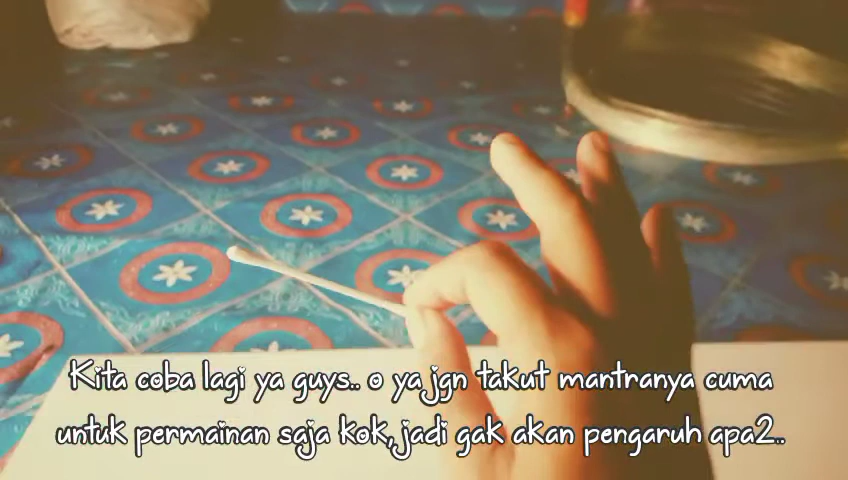 Kita coba lagi ya guys.. o ya jgn takut mantranya cuma
untuk permainan saja kok, jadi gak akan pengaruh apa2..